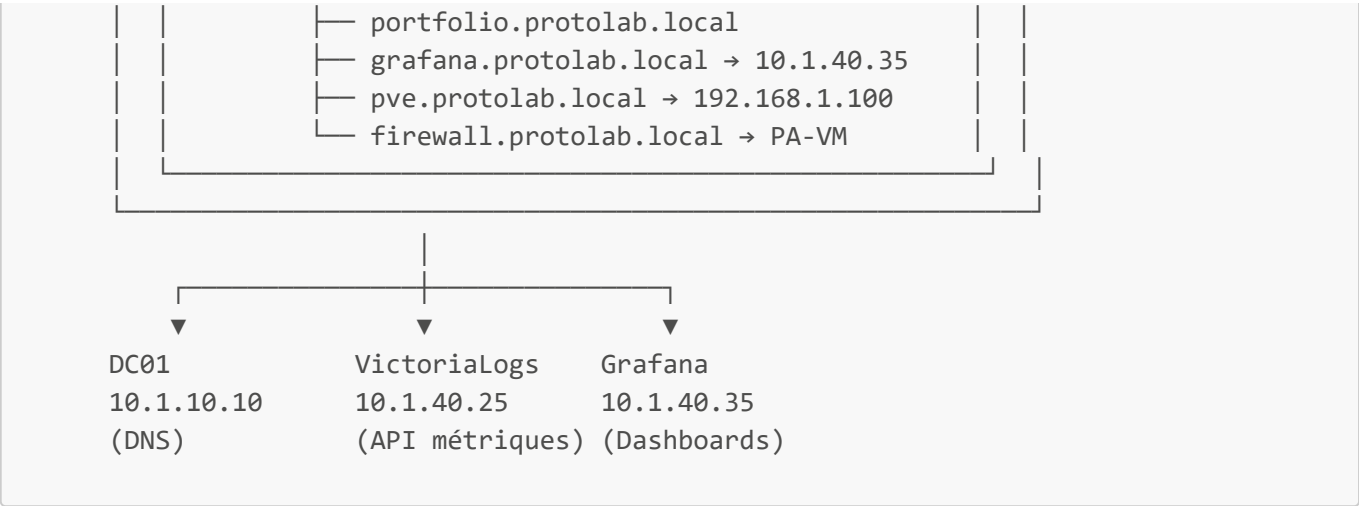 ├── portfolio.protolab.local
├── grafana.protolab.local → 10.1.40.35
├── pve.protolab.local → 192.168.1.100
└── firewall.protolab.local → PA-VM
DC01 VictoriaLogs Grafana
10.1.10.10 10.1.40.25 10.1.40.35
(DNS) (API métriques) (Dashboards)